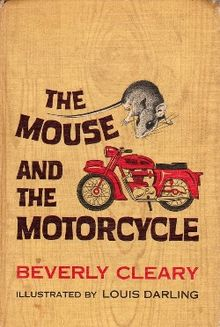 THE
MOUSE
AND
THE
MOTORCYCLE
BEVERLY CLEARY
ILLUSTRATED BY LOUIS DARLING